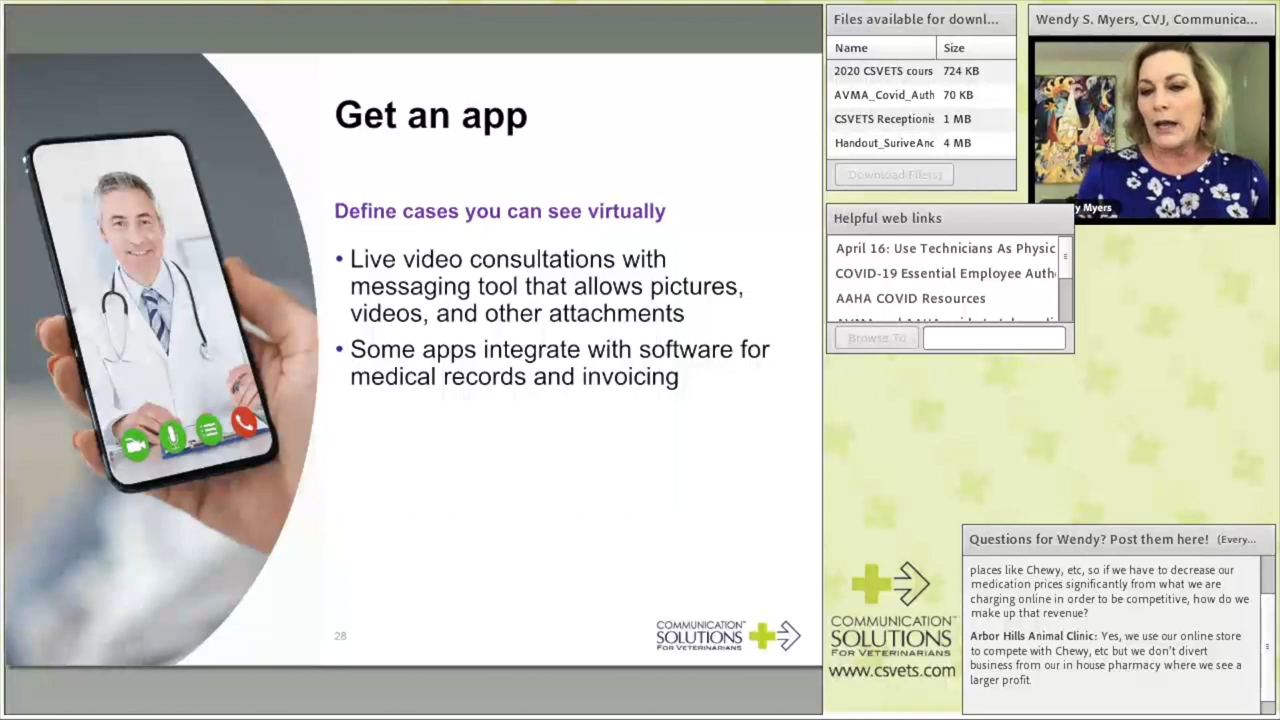 Get an app
Define cases you can see virtually
• Live video consultations with
messaging tool that allows pictures,
videos, and other attachments
• Some apps integrate with software for
medical records and invoicing
28
COMMUNICATION
SOLUTIONS
FOR VETERINARIANS
Files available for downl...
Name Size
2020 CSVETS cours 724 KB
AVMA_Covid_Auth 70 KB
CSVETS Receptionis 1 MB
Handout_SuriveAnc 4 MB
Download File(s)
Wendy S. Myers, CVJ, Communica...
y Myers
Helpful web links
April 16: Use Technicians As Physic
COVID-19 Essential Employee Auth
AAHA COVID Resources
Browse To
COMMUNICATION
SOLUTIONS
FOR VETERINARIANS
www.csvets.com
Questions for Wendy? Post them here! (Every...
places like Chewy, etc, so if we have to decrease our
medication prices significantly from what we are
charging online in order to be competitive, how do we
make up that revenue?
Arbor Hills Animal Clinic: Yes, we use our online store
to compete with Chewy, etc but we don't divert
business from our in house pharmacy where we see a
larger profit.